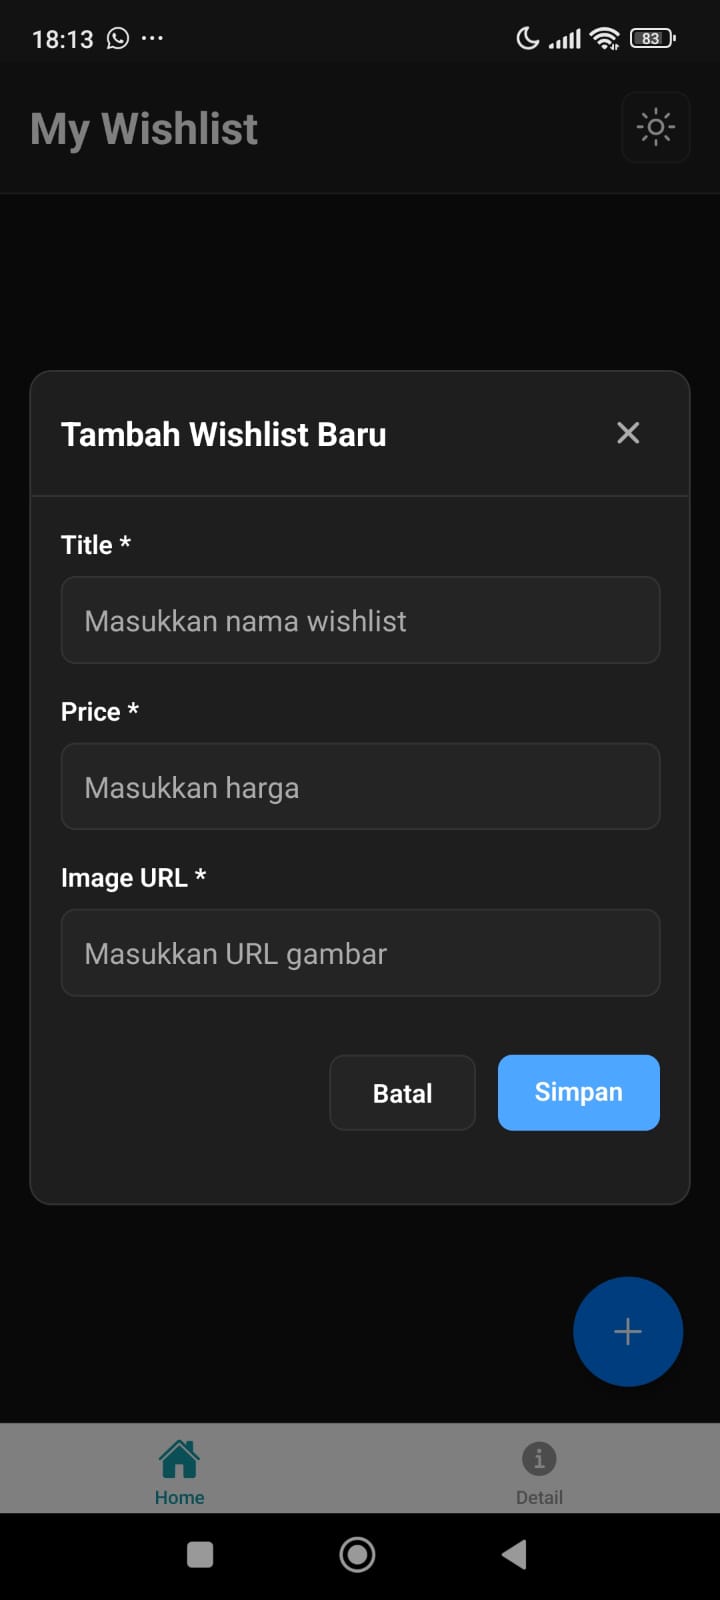 18:13
83
My Wishlist
Tambah Wishlist Baru
Title *
Masukkan nama wishlist
Price *
Masukkan harga
Image URL *
Masukkan URL gambar
Batal
Simpan
Home
Detail